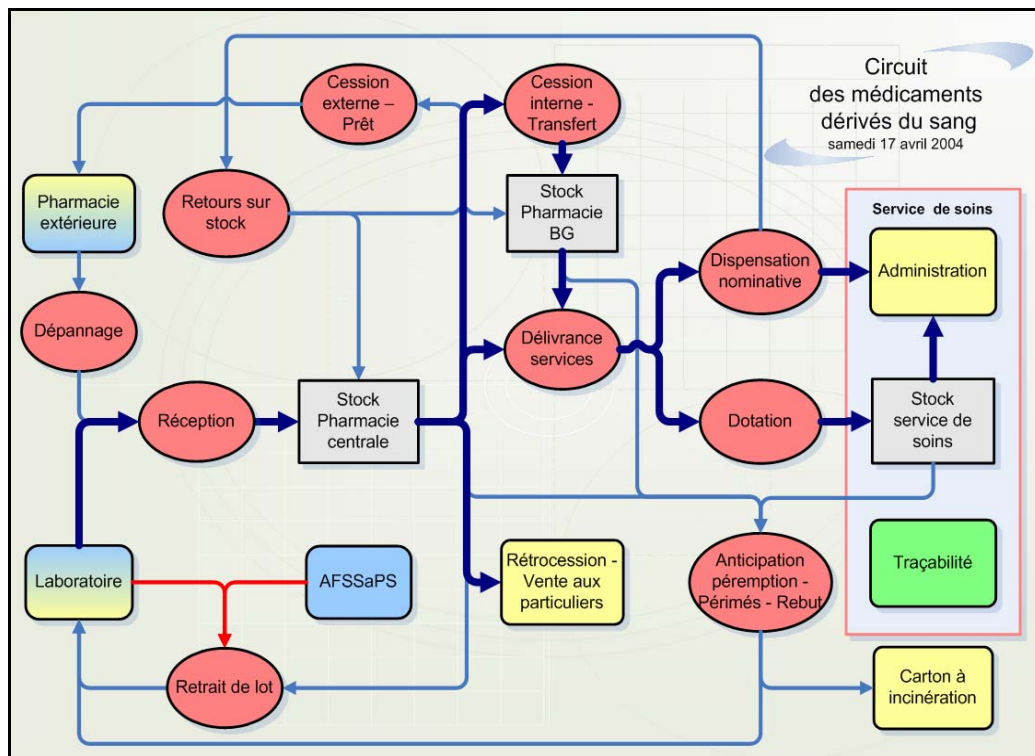 Circuit
des médicaments
dérivés du sang
samedi 17 avril 2004
Cession
externe –
Prêt
Cession
interne -
Transfert
Pharmacie
extérieure
Retours sur
stock
Stock
Pharmacie
BG
Service de soins
Dispensation
nominative
Administration
Dépannage
Délivrance
services
Réception
Stock
Pharmacie
centrale
Dotation
Stock
service de
soins
Laboratoire
AFSSaPS
Rétrocession -
Vente aux
particuliers
Anticipation
péremption -
Périmés - Rebut
Traçabilité
Retrait de lot
Carton à
incinération